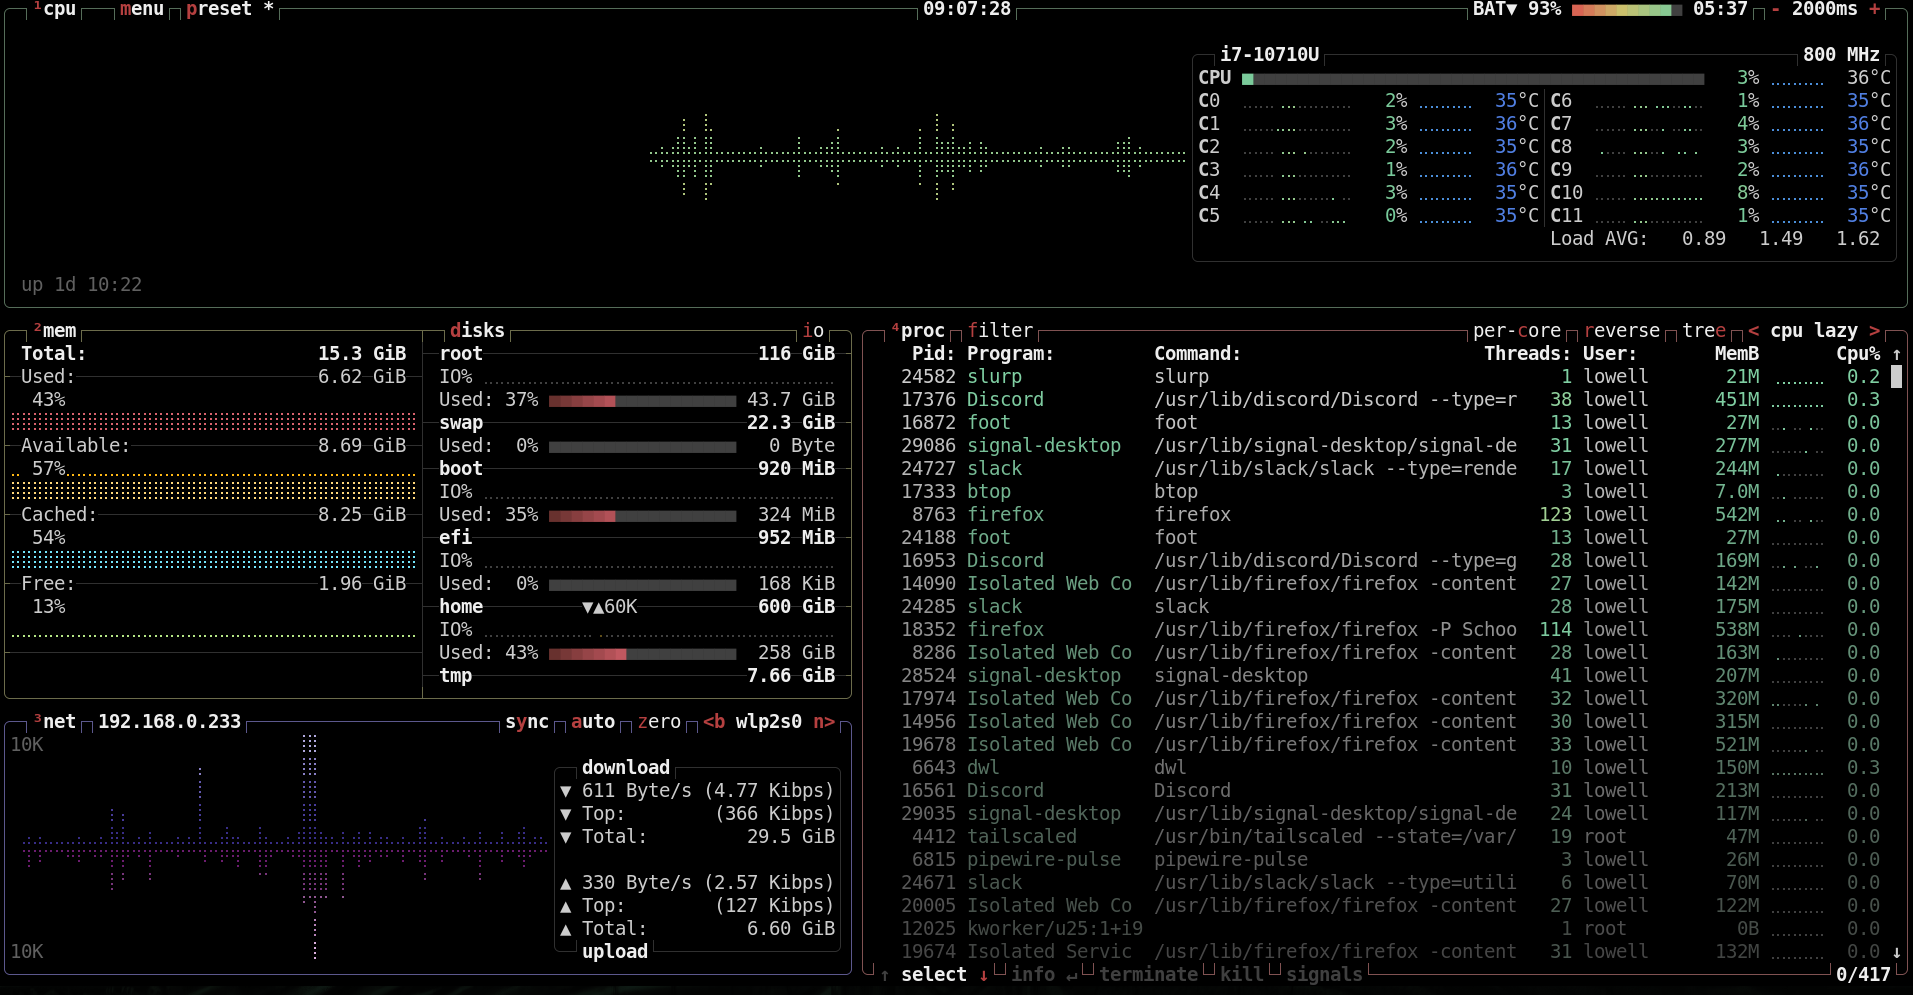 ¹cpu menu preset * 09:07:28 BAT▼ 93% 05:37 - 2000ms +
i7-10710U 800 MHz
CPU 3% 36°C
C0 2% 35°C C6 1% 35°C
C1 3% 36°C C7 4% 36°C
C2 2% 35°C C8 3% 35°C
C3 1% 36°C C9 2% 36°C
C4 3% 35°C C10 8% 35°C
C5 0% 35°C C11 1% 35°C
Load AVG: 0.89 1.49 1.62
up 1d 10:22
²mem
Total: 15.3 GiB
Used: 6.62 GiB
43%
Available: 8.69 GiB
57%
Cached: 8.25 GiB
54%
Free: 1.96 GiB
13%
disks io
root 116 GiB
IO%
Used: 37% 43.7 GiB
swap 22.3 GiB
Used: 0% 0 Byte
boot 920 MiB
IO%
Used: 35% 324 MiB
efi 952 MiB
IO%
Used: 0% 168 KiB
home ▼▲60K 600 GiB
IO%
Used: 43% 258 GiB
tmp 7.66 GiB
³net 192.168.0.233 sync auto zero <b wlp2s0 n>
10K
download
▼ 611 Byte/s (4.77 Kibps)
▼ Top: (366 Kibps)
▼ Total: 29.5 GiB
▲ 330 Byte/s (2.57 Kibps)
▲ Top: (127 Kibps)
▲ Total: 6.60 GiB
upload
10K
⁴proc filter per-core reverse tree < cpu lazy >
Pid: Program: Command: Threads: User: MemB Cpu% ↑
24582 slurp slurp 1 lowell 21M 0.2
17376 Discord /usr/lib/discord/Discord --type=r 38 lowell 451M 0.3
16872 foot foot 13 lowell 27M 0.0
29086 signal-desktop /usr/lib/signal-desktop/signal-de 31 lowell 277M 0.0
24727 slack /usr/lib/slack/slack --type=rende 17 lowell 244M 0.0
17333 btop btop 3 lowell 7.0M 0.0
8763 firefox firefox 123 lowell 542M 0.0
24188 foot foot 13 lowell 27M 0.0
16953 Discord /usr/lib/discord/Discord --type=g 28 lowell 169M 0.0
14090 Isolated Web Co /usr/lib/firefox/firefox -content 27 lowell 142M 0.0
24285 slack slack 28 lowell 175M 0.0
18352 firefox /usr/lib/firefox/firefox -P Schoo 114 lowell 538M 0.0
8286 Isolated Web Co /usr/lib/firefox/firefox -content 28 lowell 163M 0.0
28524 signal-desktop signal-desktop 41 lowell 207M 0.0
17974 Isolated Web Co /usr/lib/firefox/firefox -content 32 lowell 320M 0.0
14956 Isolated Web Co /usr/lib/firefox/firefox -content 30 lowell 315M 0.0
19678 Isolated Web Co /usr/lib/firefox/firefox -content 33 lowell 521M 0.0
6643 dwl dwl 10 lowell 150M 0.3
16561 Discord Discord 31 lowell 213M 0.0
29035 signal-desktop /usr/lib/signal-desktop/signal-de 24 lowell 117M 0.0
4412 tailscaled /usr/bin/tailscaled --state=/var/ 19 root 47M 0.0
6815 pipewire-pulse pipewire-pulse 3 lowell 26M 0.0
24671 slack /usr/lib/slack/slack --type=utili 6 lowell 70M 0.0
20005 Isolated Web Co /usr/lib/firefox/firefox -content 27 lowell 122M 0.0
12025 kworker/u25:1+i9 1 root 0B 0.0
19674 Isolated Servic /usr/lib/firefox/firefox -content 31 lowell 132M 0.0 ↓
↑ select ↓ info ↵ terminate kill signals 0/417